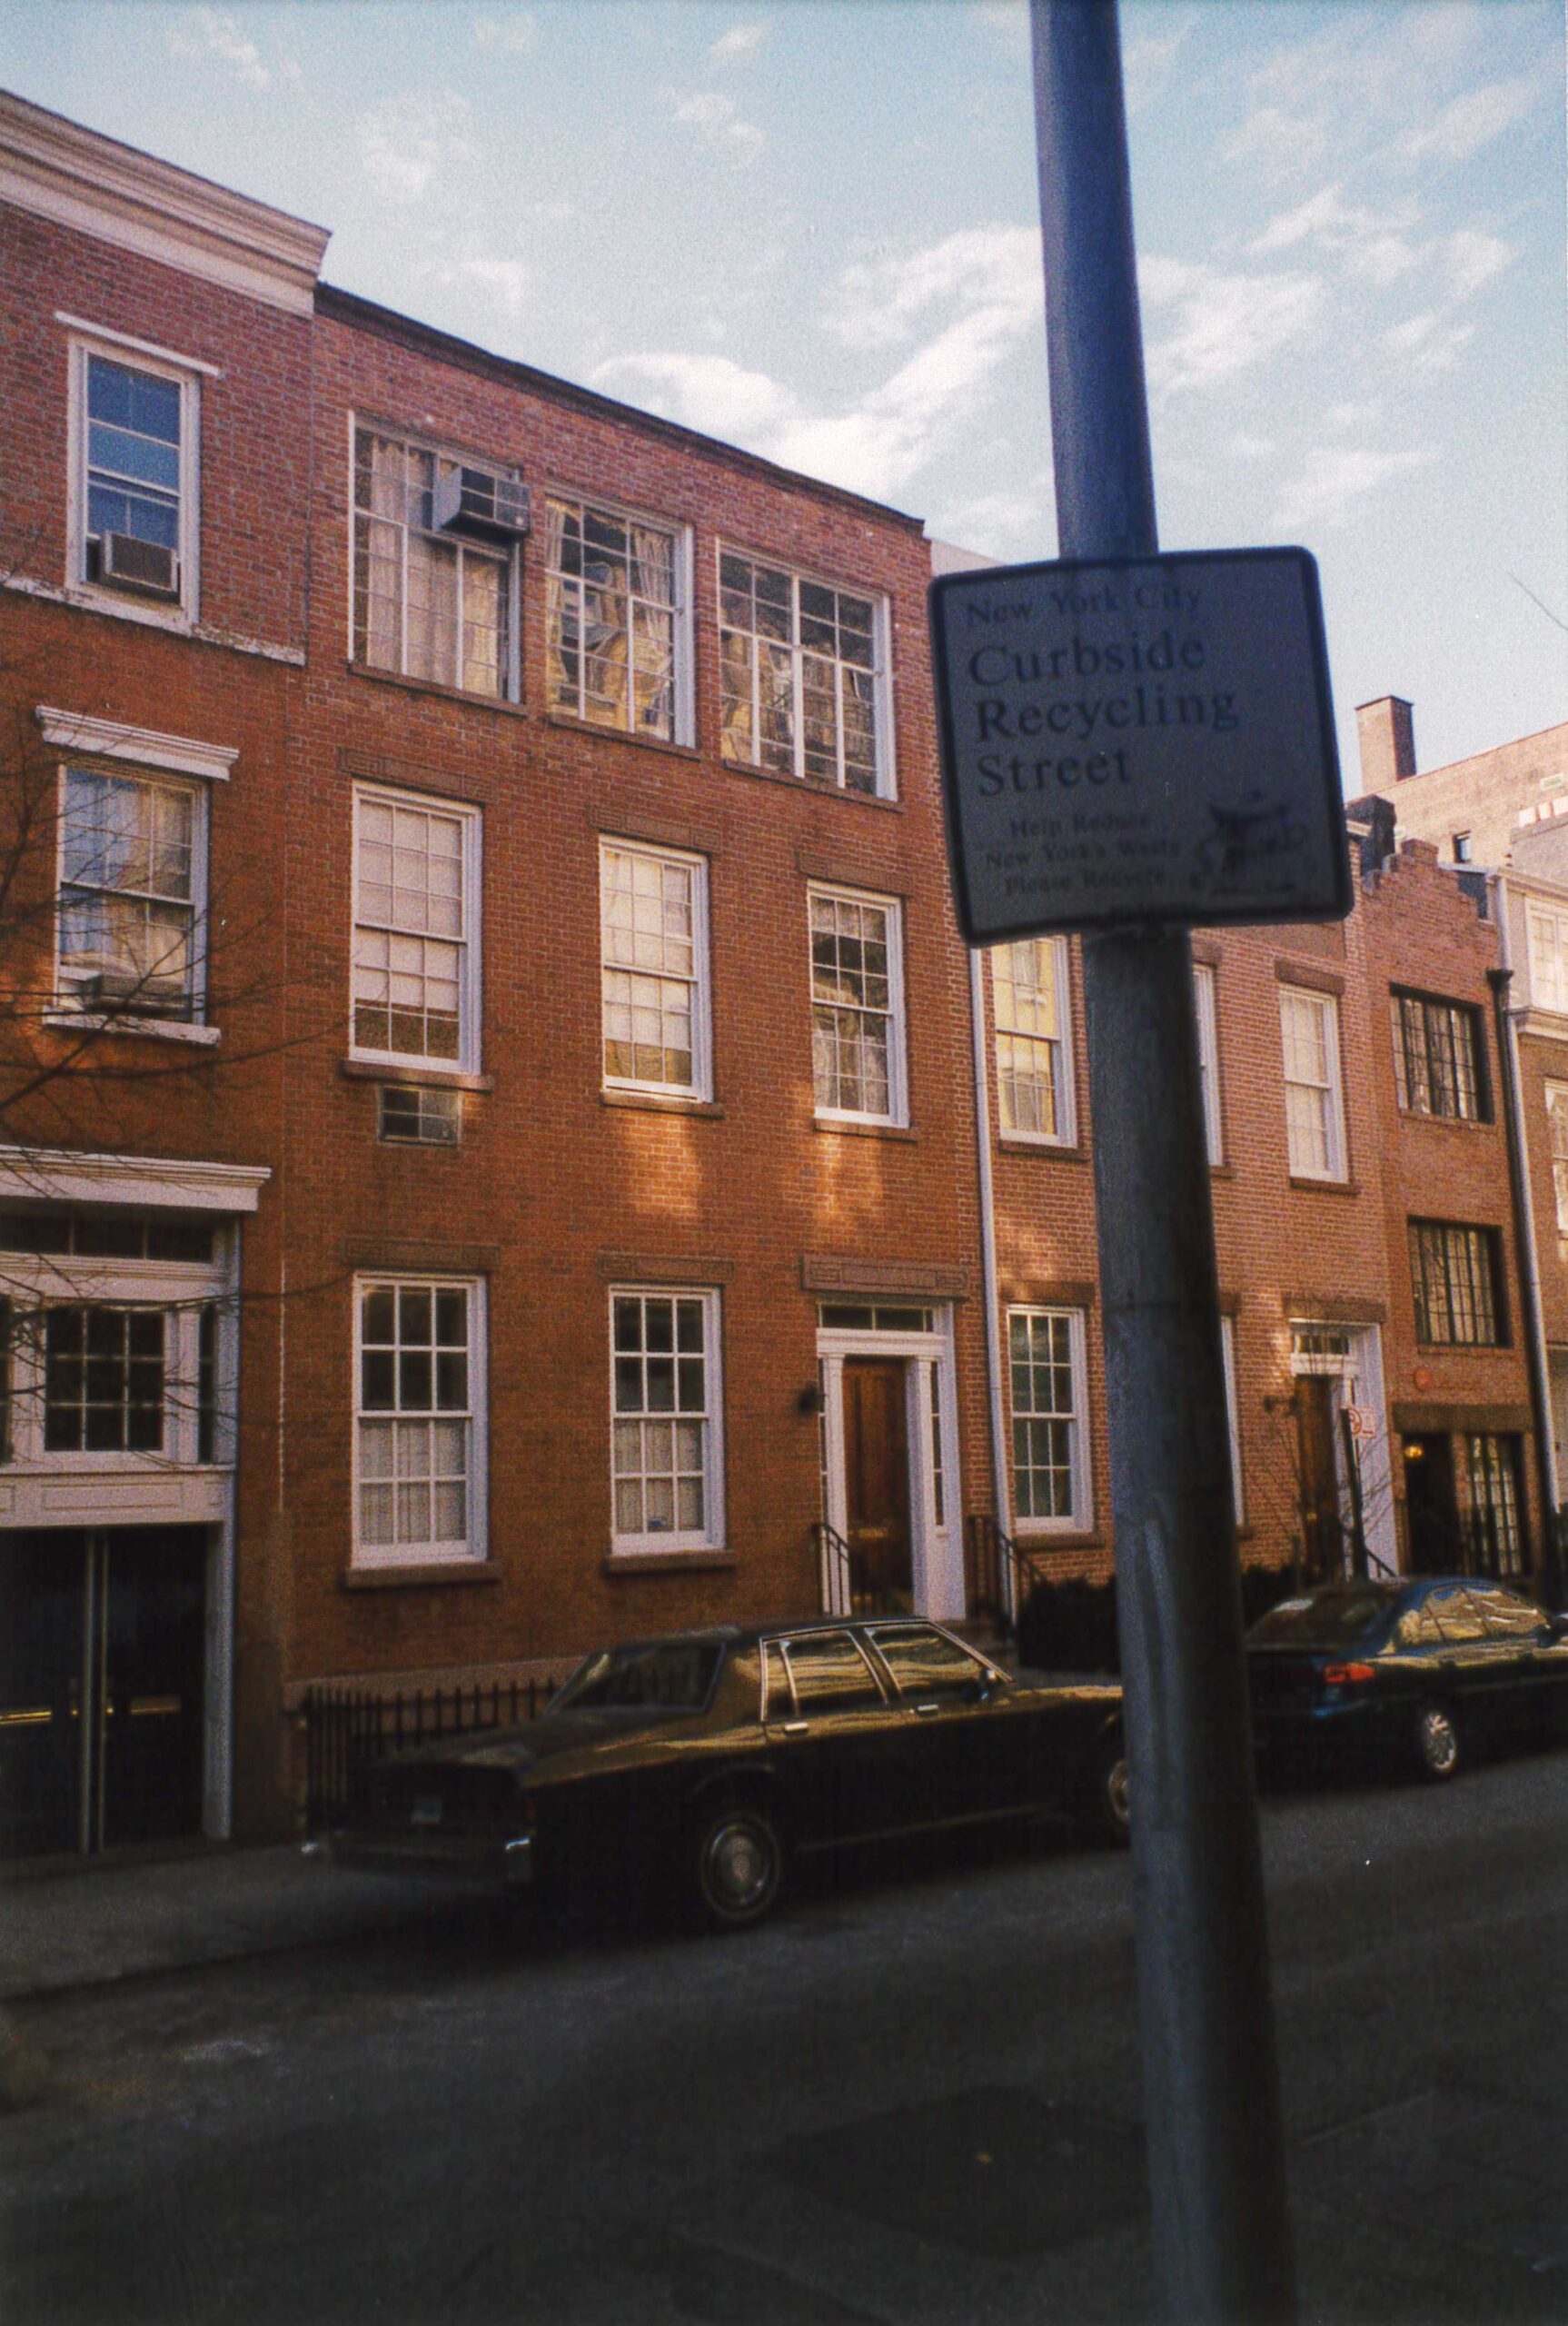 New York City
Curbside
Recycling
Street
Help Reduce
New York's Waste
Please Recycle